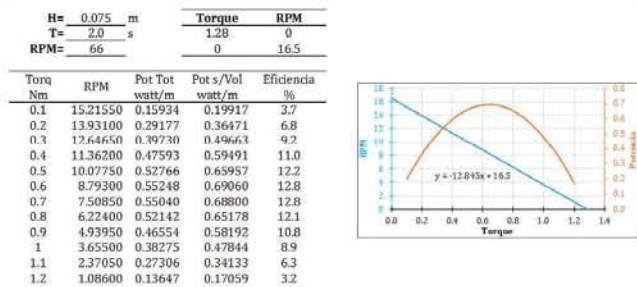 H= 0.075 m Torque RPM
T= 2.0 s 1.28 0
RPM= 66 0 16.5
Torq Nm RPM Pot Tot watt/m Pot s/Vol watt/m Eficiencia %
0.1 15.21550 0.15934 0.19917 3.7
0.2 13.93100 0.29177 0.36471 6.8
0.3 12.64650 0.39730 0.49663 9.2
0.4 11.36200 0.47593 0.59491 11.0
0.5 10.07750 0.52766 0.65957 12.2
0.6 8.79300 0.55248 0.69060 12.8
0.7 7.50850 0.55040 0.68800 12.8
0.8 6.22400 0.52142 0.65178 12.1
0.9 4.93950 0.46554 0.58192 10.8
1 3.65500 0.38275 0.47844 8.9
1.1 2.37050 0.27306 0.34133 6.3
1.2 1.08600 0.13647 0.17059 3.2
18 0.8
16 0.7
14 0.6
12
10 0.5
8 0.4
6 0.3
4 0.2
2 0.1
0 0.0
RPM
Potencia
y = -12.845x + 16.5
0.0 0.2 0.4 0.6 0.8 1.0 1.2 1.4
Torque